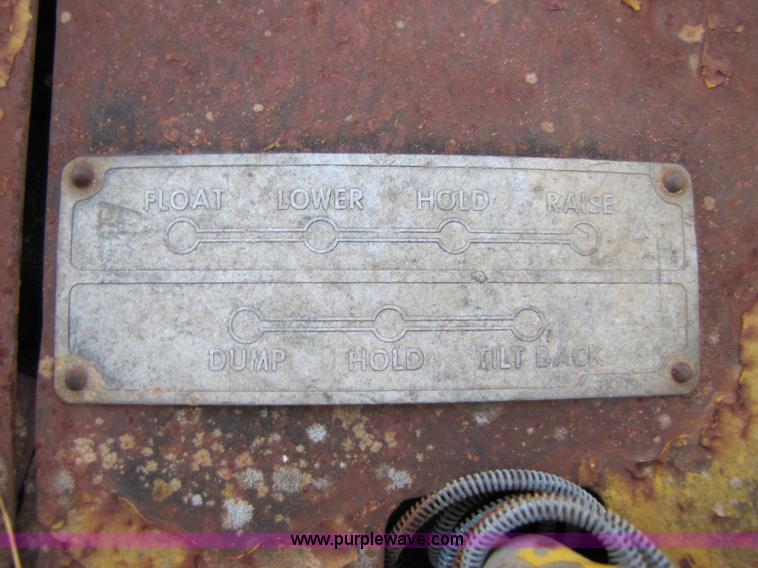 FLOAT LOWER HOLD RAISE
DUMP HOLD TILT BACK
www.purplewave.com